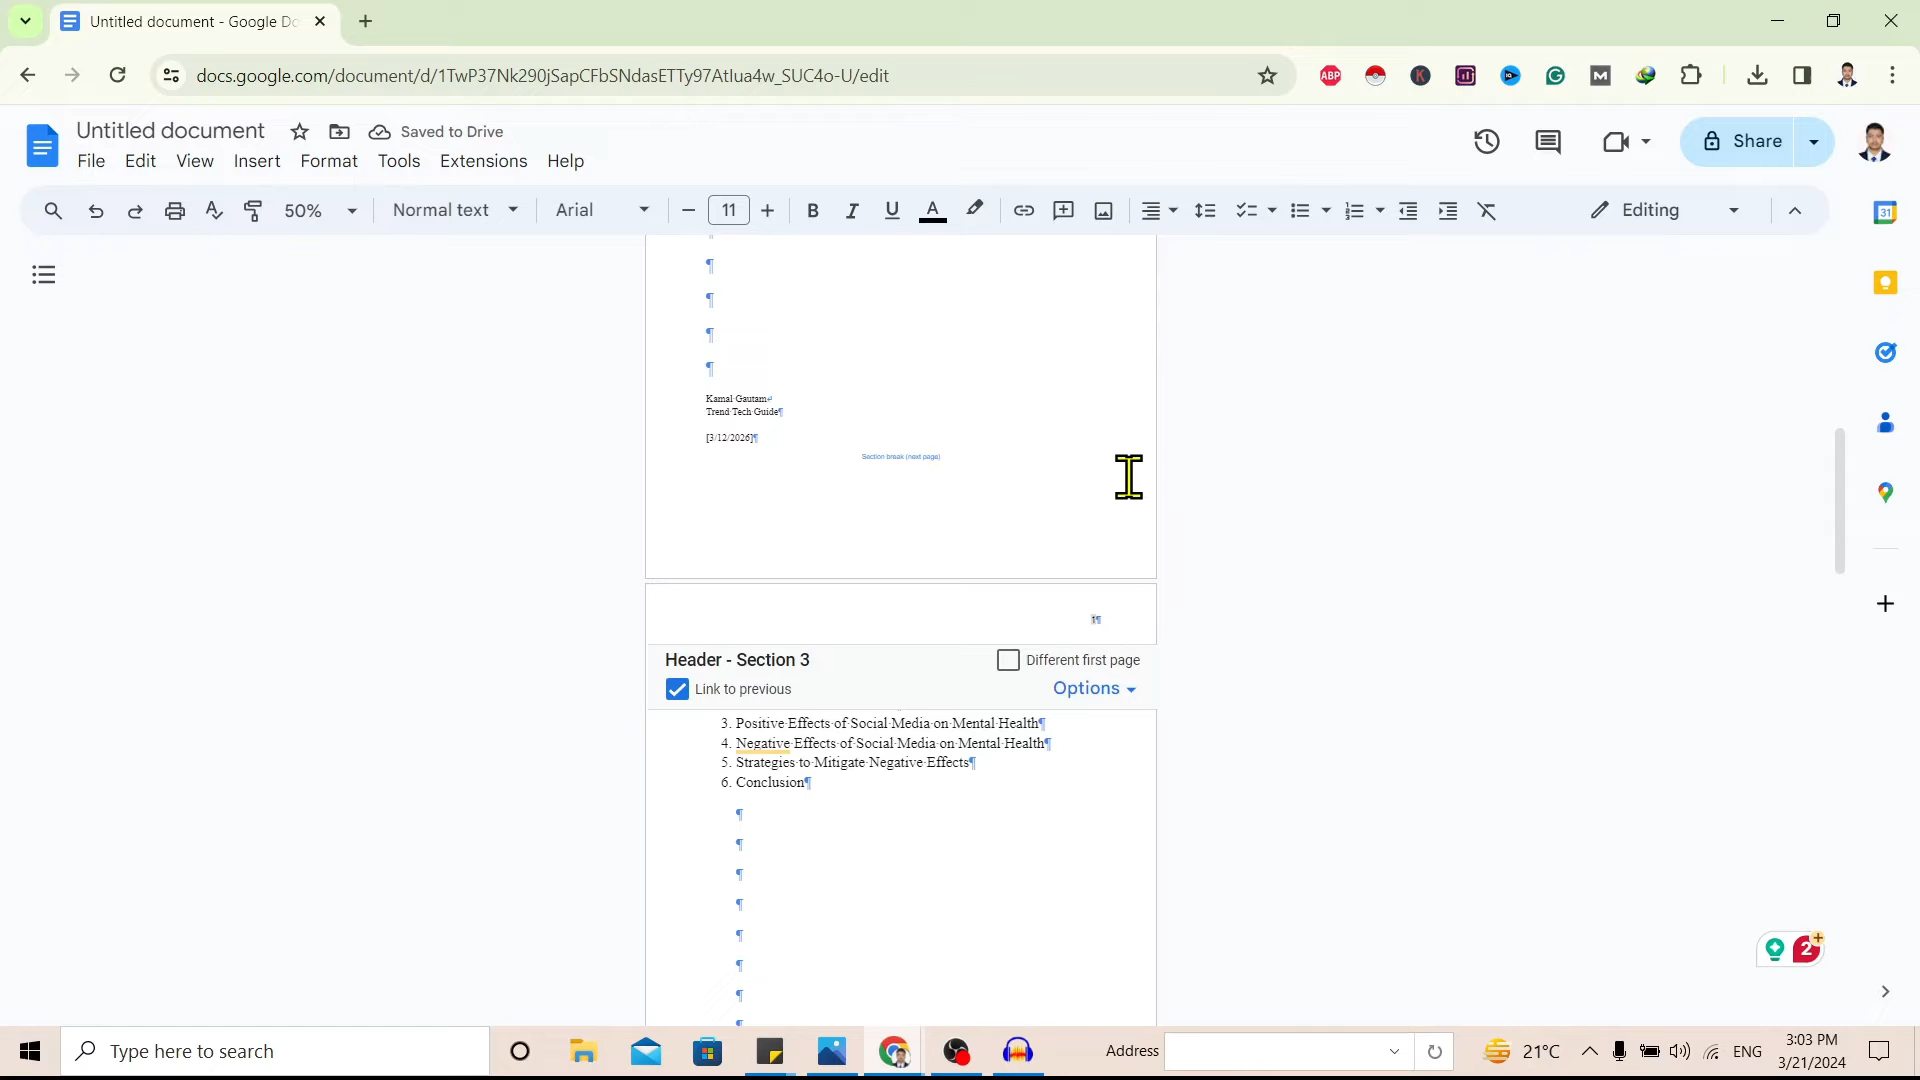 Untitled document - Google Do
docs.google.com/document/d/1TwP37Nk290jSapCFbSNdasETTy97AtIua4w_SUC4o-U/edit
ABP
K
M
Untitled document
Saved to Drive
File Edit View Insert Format Tools Extensions Help
Share
50% Normal text Arial 11 B I U A Editing
31
Kamal Gautam
Trend Tech Guide
[3/12/2026]
Section break (next page)
1
Header - Section 3
Different first page
Link to previous
Options
3. Positive Effects of Social Media on Mental Health
4. Negative Effects of Social Media on Mental Health
5. Strategies to Mitigate Negative Effects
6. Conclusion
2
Type here to search
Address
21°C
ENG
3:03 PM
3/21/2024